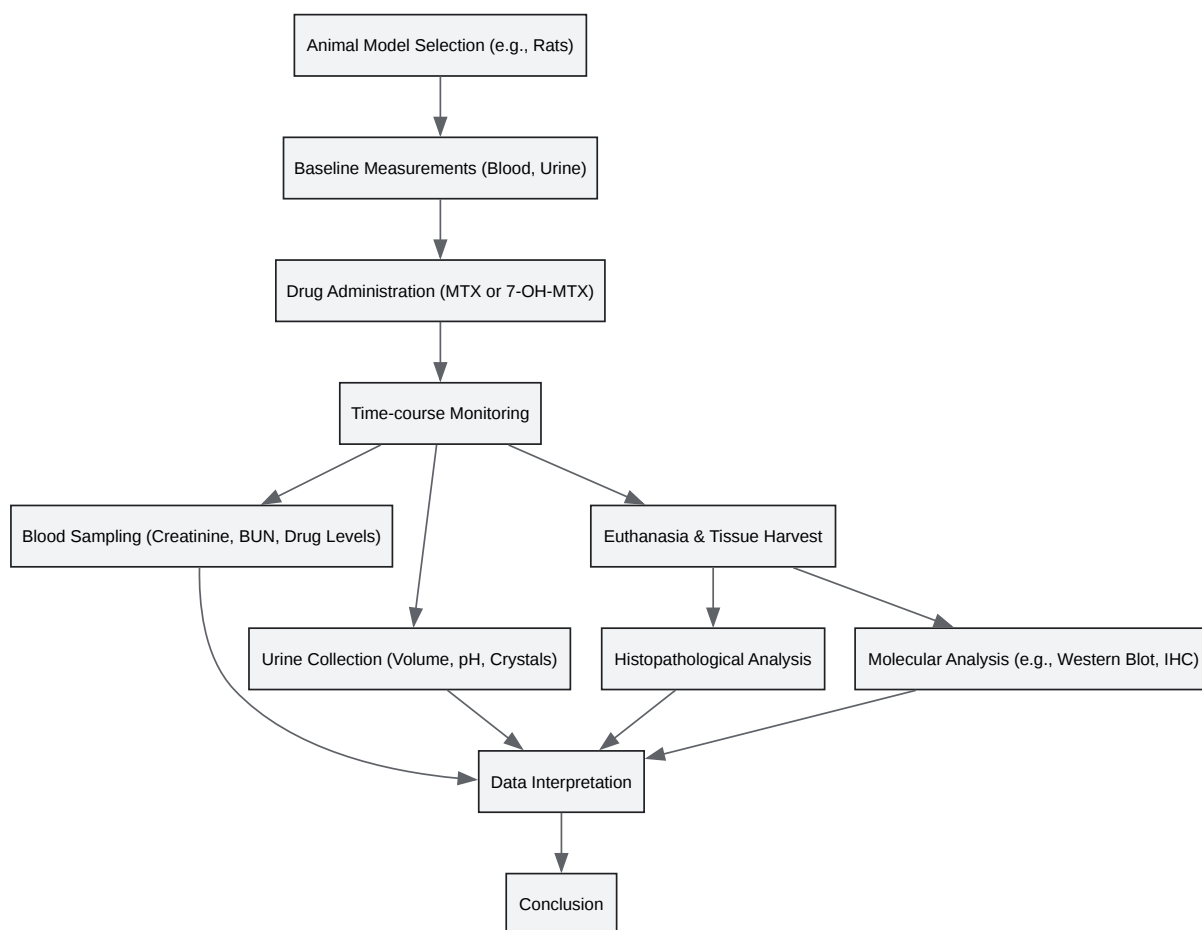 Animal Model Selection (e.g., Rats)
Baseline Measurements (Blood, Urine)
Drug Administration (MTX or 7-OH-MTX)
Time-course Monitoring
Blood Sampling (Creatinine, BUN, Drug Levels)
Euthanasia & Tissue Harvest
Urine Collection (Volume, pH, Crystals)
Histopathological Analysis
Molecular Analysis (e.g., Western Blot, IHC)
Data Interpretation
Conclusion